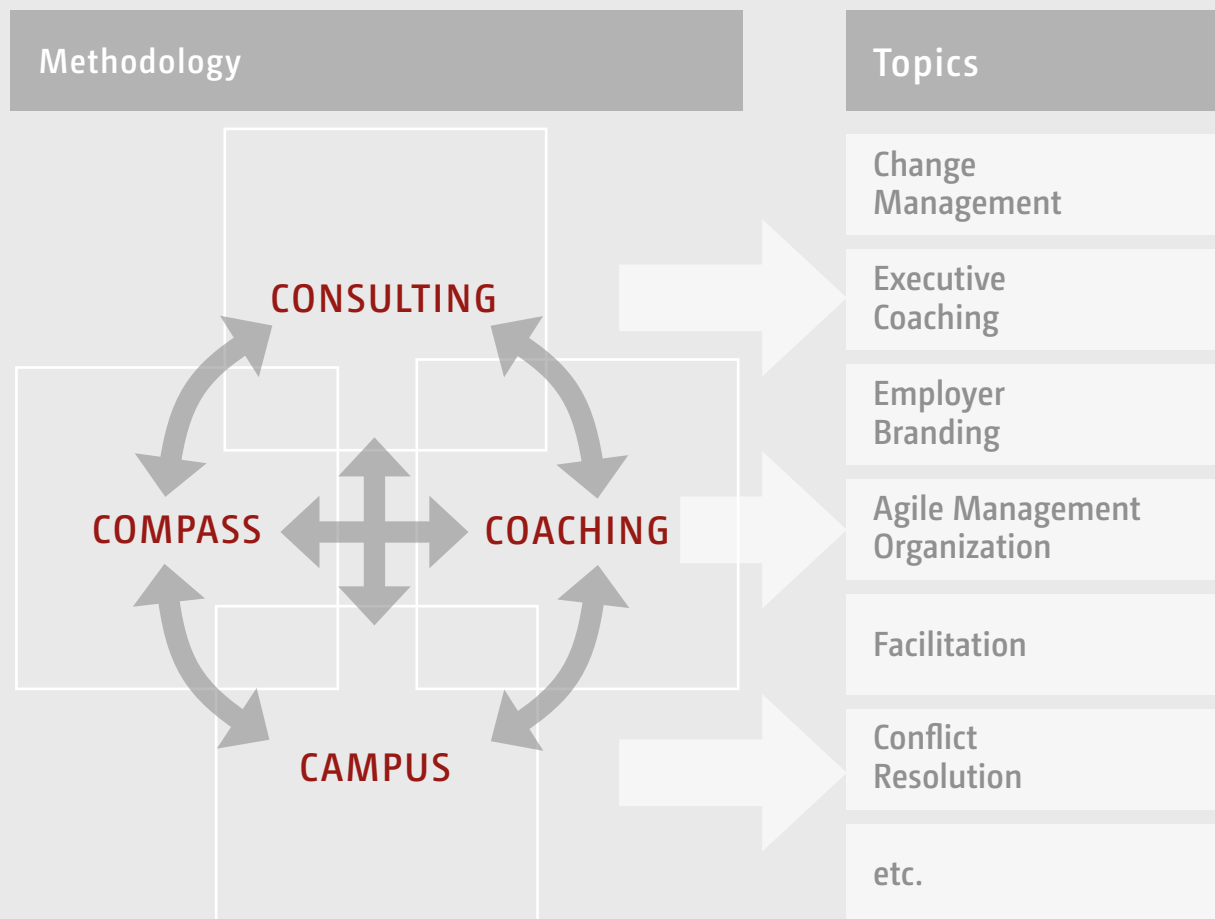 Methodology
CONSULTING
COMPASS
COACHING
CAMPUS
Topics
Change
Management
Executive
Coaching
Employer
Branding
Agile Management
Organization
Facilitation
Conflict
Resolution
etc.